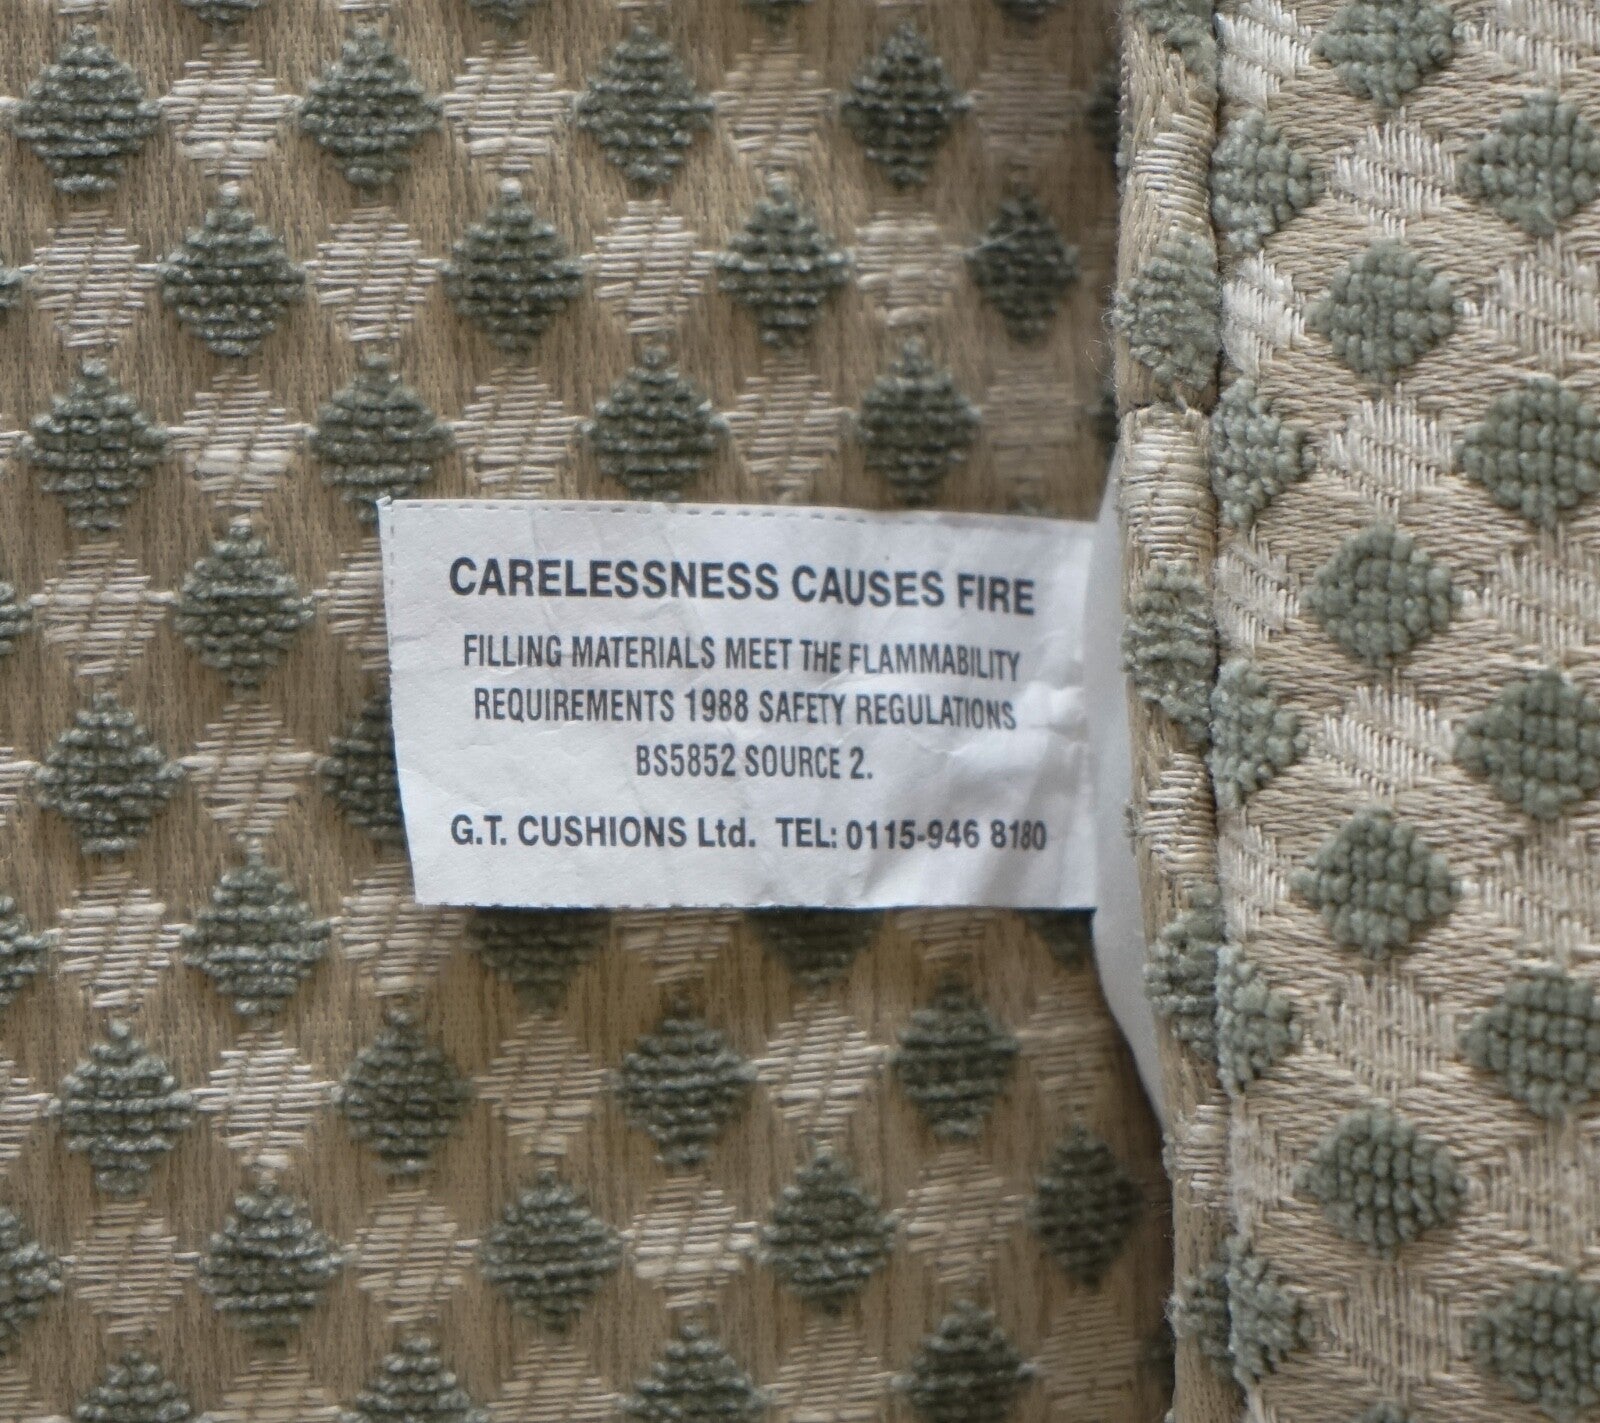 CARELESSNESS CAUSES FIRE
FILLING MATERIALS MEET THE FLAMMABILITY
REQUIREMENTS 1988 SAFETY REGULATIONS
BS5852 SOURCE 2.
G.T. CUSHIONS Ltd. TEL: 0115-946 8180